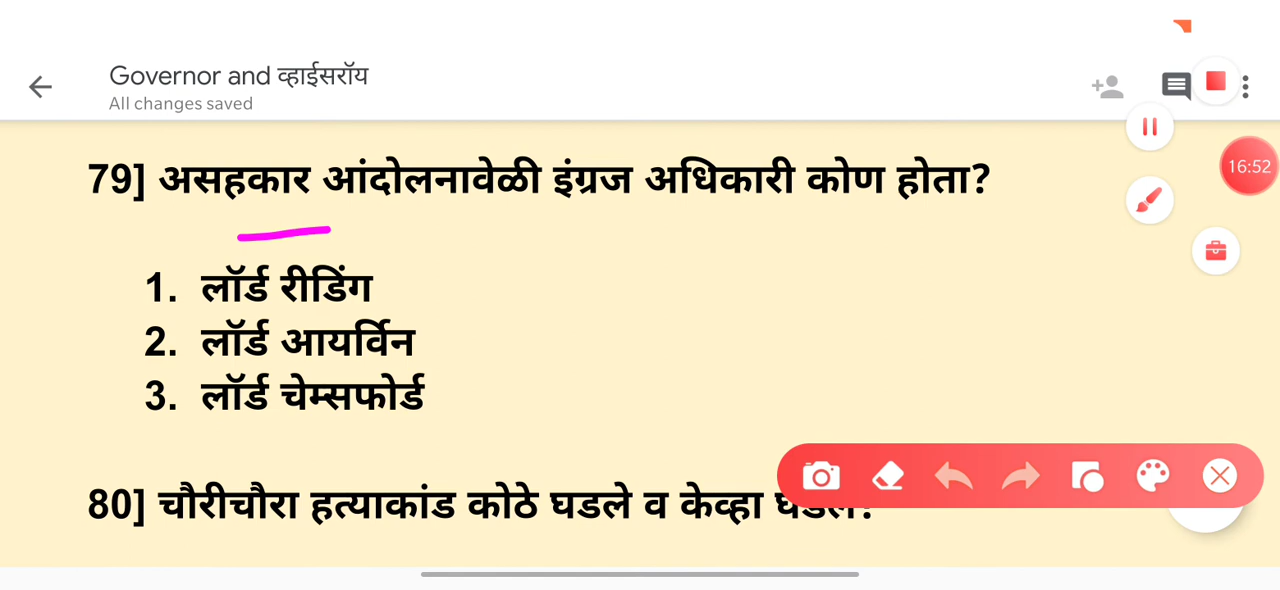 Governor and व्हाईसरॉय
All changes saved
79] असहकार आंदोलनावेळी इंग्रज अधिकारी कोण होता?
16:52
1. लॉर्ड रीडिंग
2. लॉर्ड आयर्विन
3. लॉर्ड चेम्सफोर्ड
80] चौरीचौरा हत्याकांड कोठे घडले व केव्हा घडले?